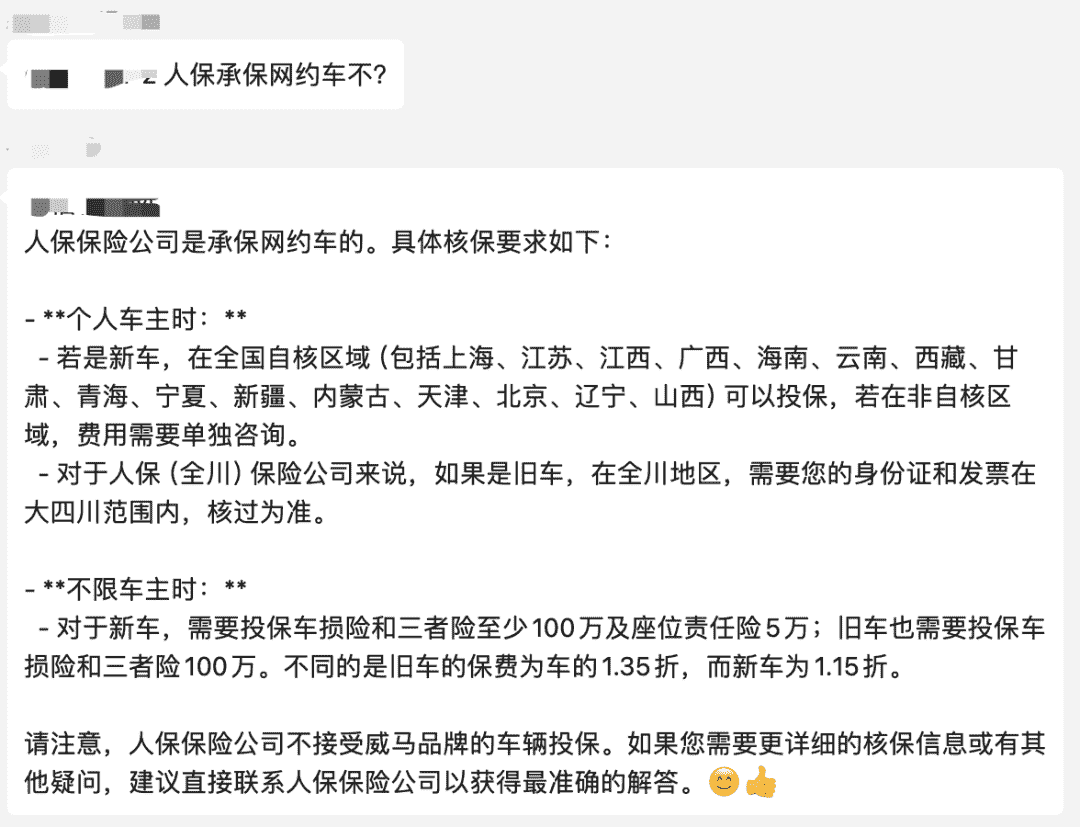 人保承保网约车不?
人保保险公司是承保网约车的。具体核保要求如下:
- **个人车主时: **
- 若是新车，在全国自核区域 (包括上海、江苏、江西、广西、海南、云南、西藏、甘
肃、青海、宁夏、新疆、内蒙古、天津、北京、辽宁、山西) 可以投保，若在非自核区
域，费用需要单独咨询。
- 对于人保 (全川) 保险公司来说，如果是旧车，在全川地区，需要您的身份证和发票在
大四川范围内，核过为准。
- **不限车主时: **
- 对于新车，需要投保车损险和三者险至少100万及座位责任险5万；旧车也需要投保车
损险和三者险100万。不同的是旧车的保费为车的1.35折，而新车为1.15折。
请注意，人保保险公司不接受威马品牌的车辆投保。如果您需要更详细的核保信息或有其
他疑问，建议直接联系人保保险公司以获得最准确的解答。😊👍